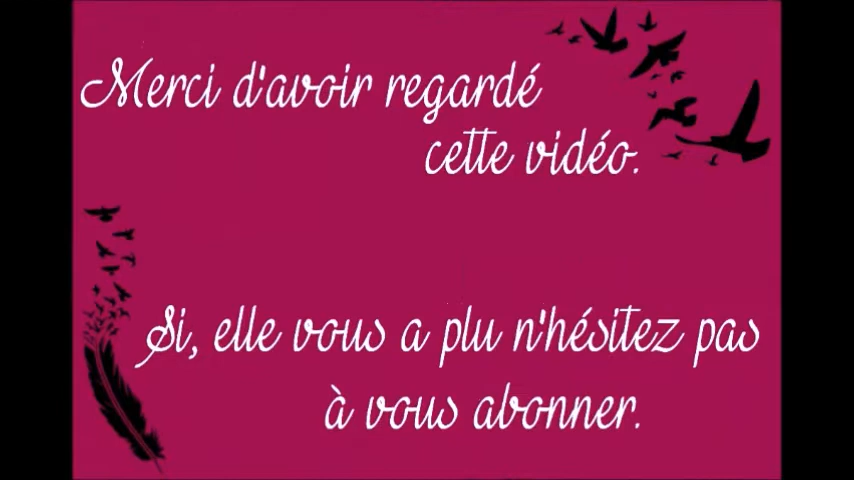 Merci d'avoir regardé
cette vidéo.
Si, elle vous a plu n'hésitez pas
à vous abonner.